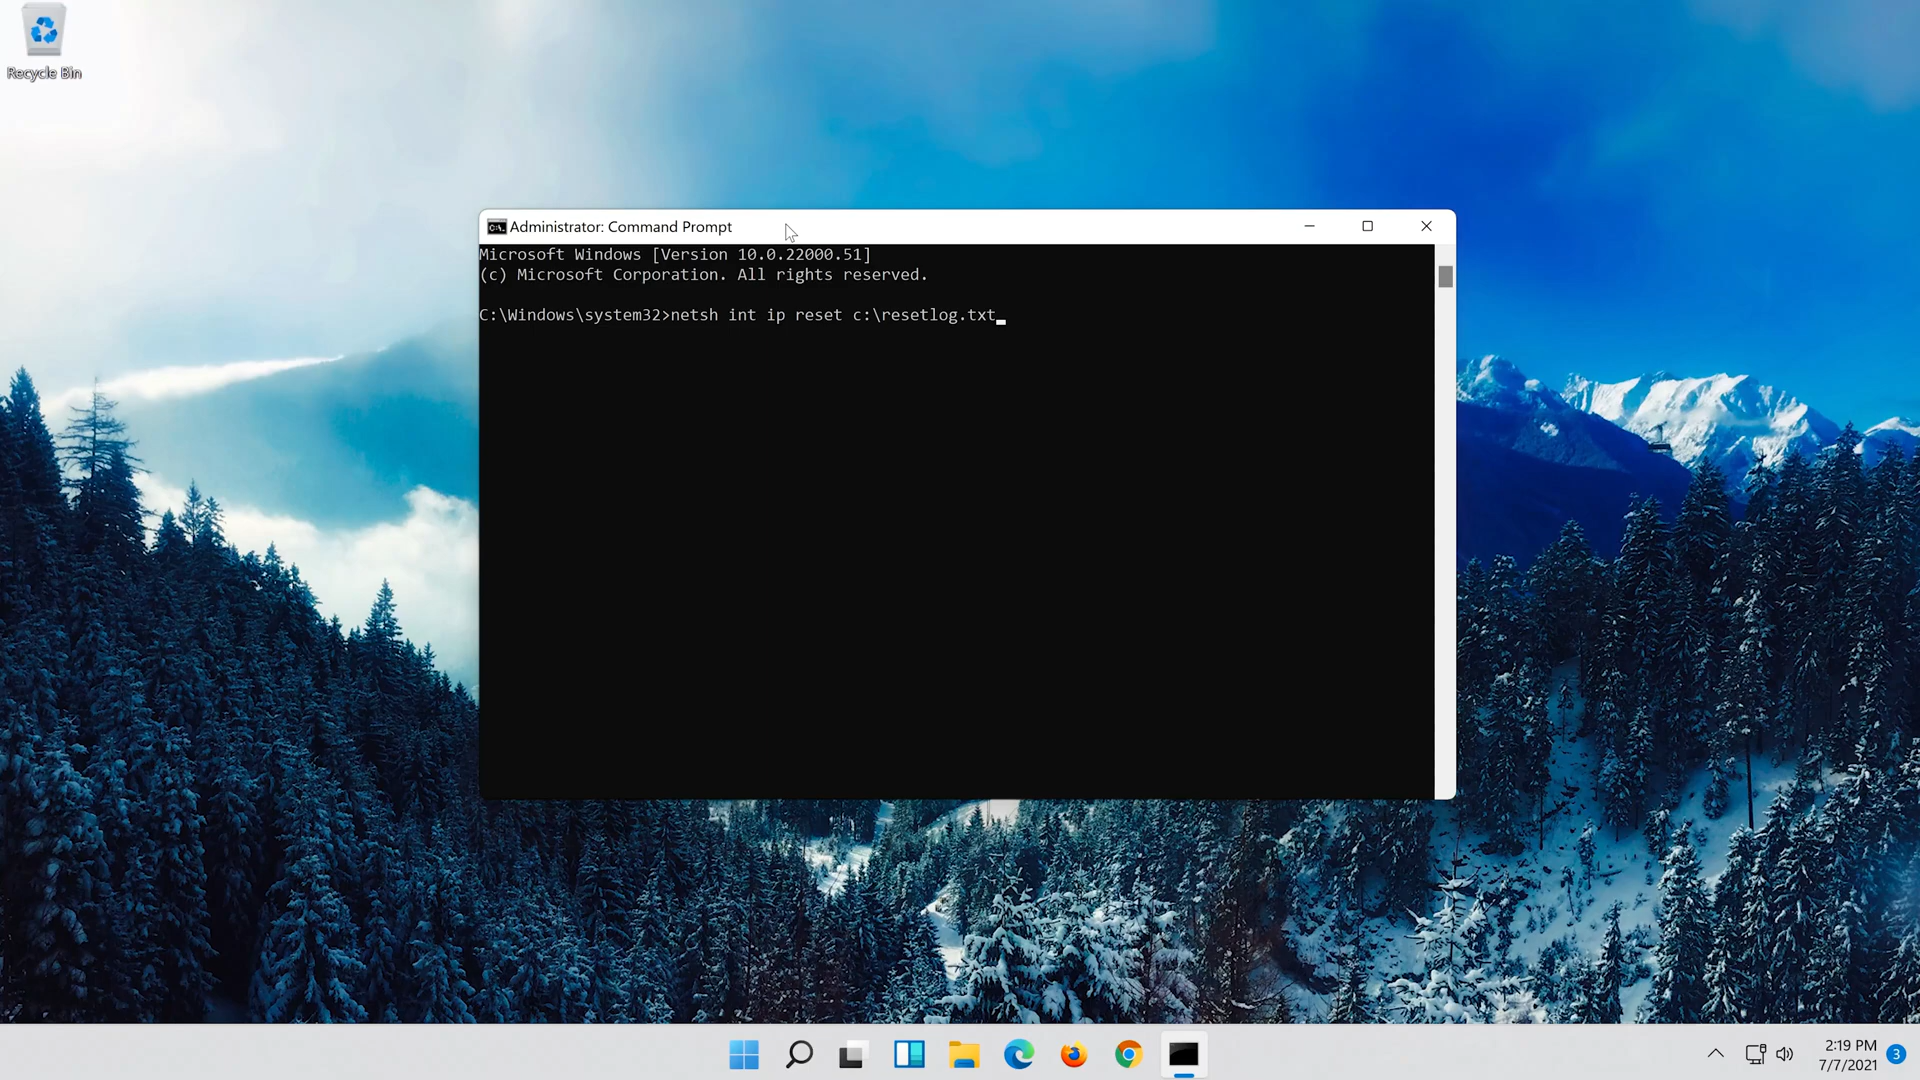 Recycle Bin
Administrator: Command Prompt
Microsoft Windows [Version 10.0.22000.51]
(c) Microsoft Corporation. All rights reserved.
C:\Windows\system32>netsh int ip reset c:\resetlog.txt
2:19 PM
7/7/2021
3